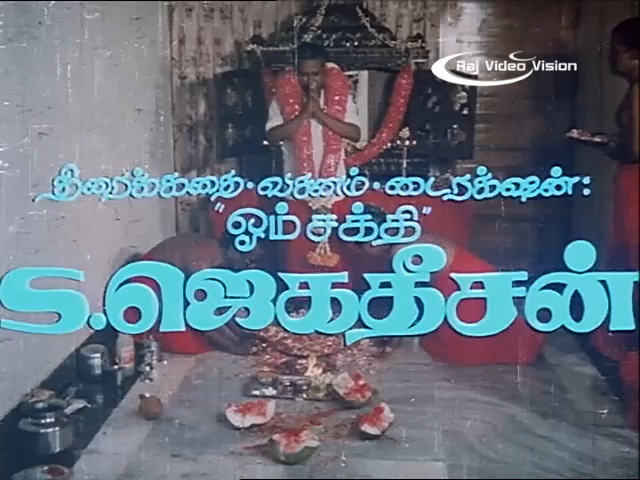 Raj Video Vision
திரைக்கதை·வசனம்·டைரக்‌ஷன்:
"ஓம்சக்தி"
ட.ஜெகதீசன்